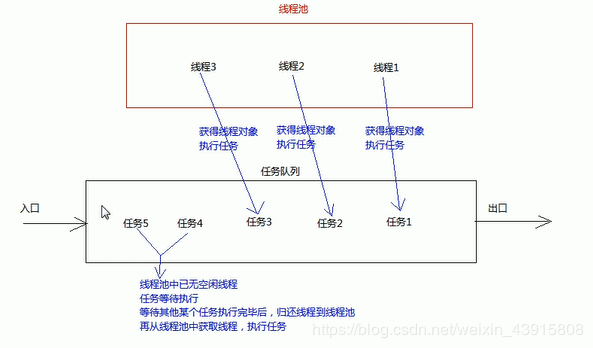 线程池
线程3
线程2
线程1
获得线程对象
执行任务
获得线程对象
执行任务
获得线程对象
执行任务
任务队列
入口
出口
任务5
任务4
任务3
任务2
任务1
线程池中已无空闲线程
任务等待执行
等待其他某个任务执行完毕后，归还线程到线程池
再从线程池中获取线程，执行任务
https://blog.csdn.net/weixin_43915808